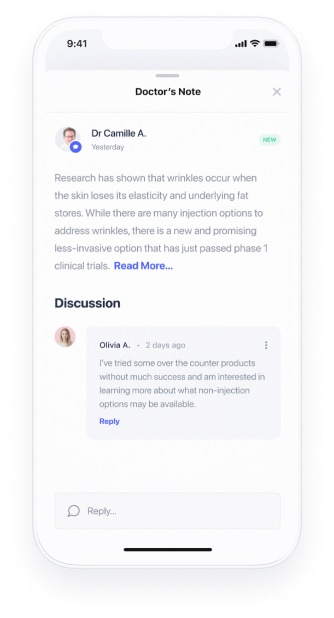 9:41
Doctor's Note
Dr Camille A.
Yesterday
NEW
Research has shown that wrinkles occur when
the skin loses its elasticity and underlying fat
stores. While there are many injection options to
address wrinkles, there is a new and promising
less-invasive option that has just passed phase 1
clinical trials. Read More...
Discussion
Olivia A. • 2 days ago
I've tried some over the counter products
without much success and am interested in
learning more about what non-injection
options may be available.
Reply
Reply...